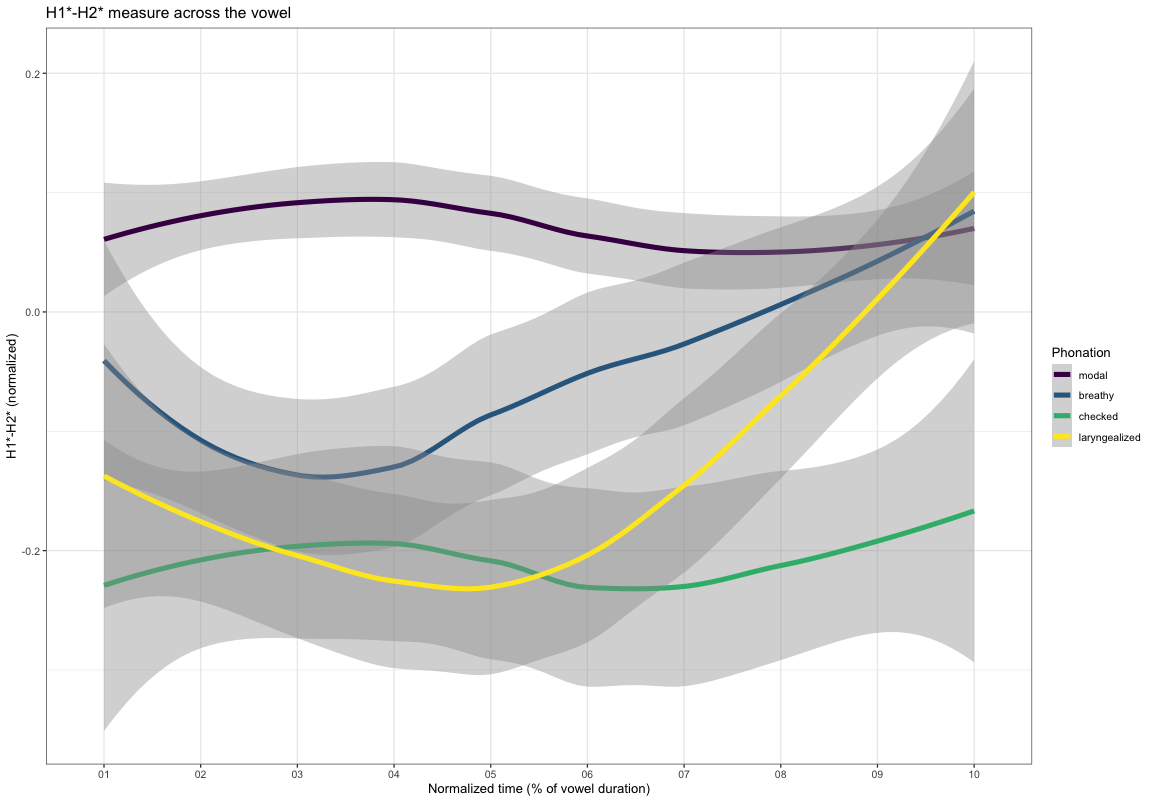 H1*-H2* measure across the vowel
H1*-H2* (normalized)
0.2
0.0
-0.2
01 02 03 04 05 06 07 08 09 10
Normalized time (% of vowel duration)
Phonation
modal
breathy
checked
laryngealized